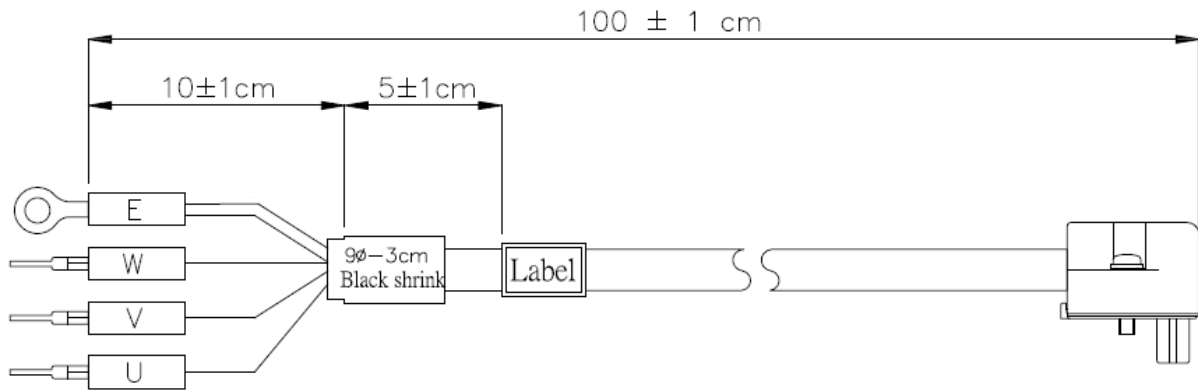 100 ± 1 cm
10±1cm
5±1cm
E
9ø-3cm
W
Black shrink
Label
V
U